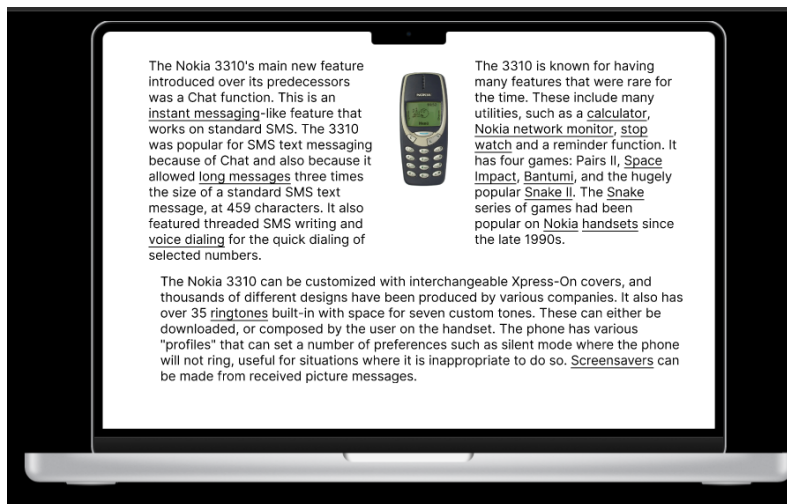 The Nokia 3310's main new feature
introduced over its predecessors
was a Chat function. This is an
instant messaging-like feature that
works on standard SMS. The 3310
was popular for SMS text messaging
because of Chat and also because it
allowed long messages three times
the size of a standard SMS text
message, at 459 characters. It also
featured threaded SMS writing and
voice dialing for the quick dialing of
selected numbers.
NOKIA
The 3310 is known for having
many features that were rare for
the time. These include many
utilities, such as a calculator,
Nokia network monitor, stop
watch and a reminder function. It
has four games: Pairs II, Space
Impact, Bantumi, and the hugely
popular Snake II. The Snake
series of games had been
popular on Nokia handsets since
the late 1990s.
The Nokia 3310 can be customized with interchangeable Xpress-On covers, and
thousands of different designs have been produced by various companies. It also has
over 35 ringtones built-in with space for seven custom tones. These can either be
downloaded, or composed by the user on the handset. The phone has various
"profiles" that can set a number of preferences such as silent mode where the phone
will not ring, useful for situations where it is inappropriate to do so. Screensavers can
be made from received picture messages.